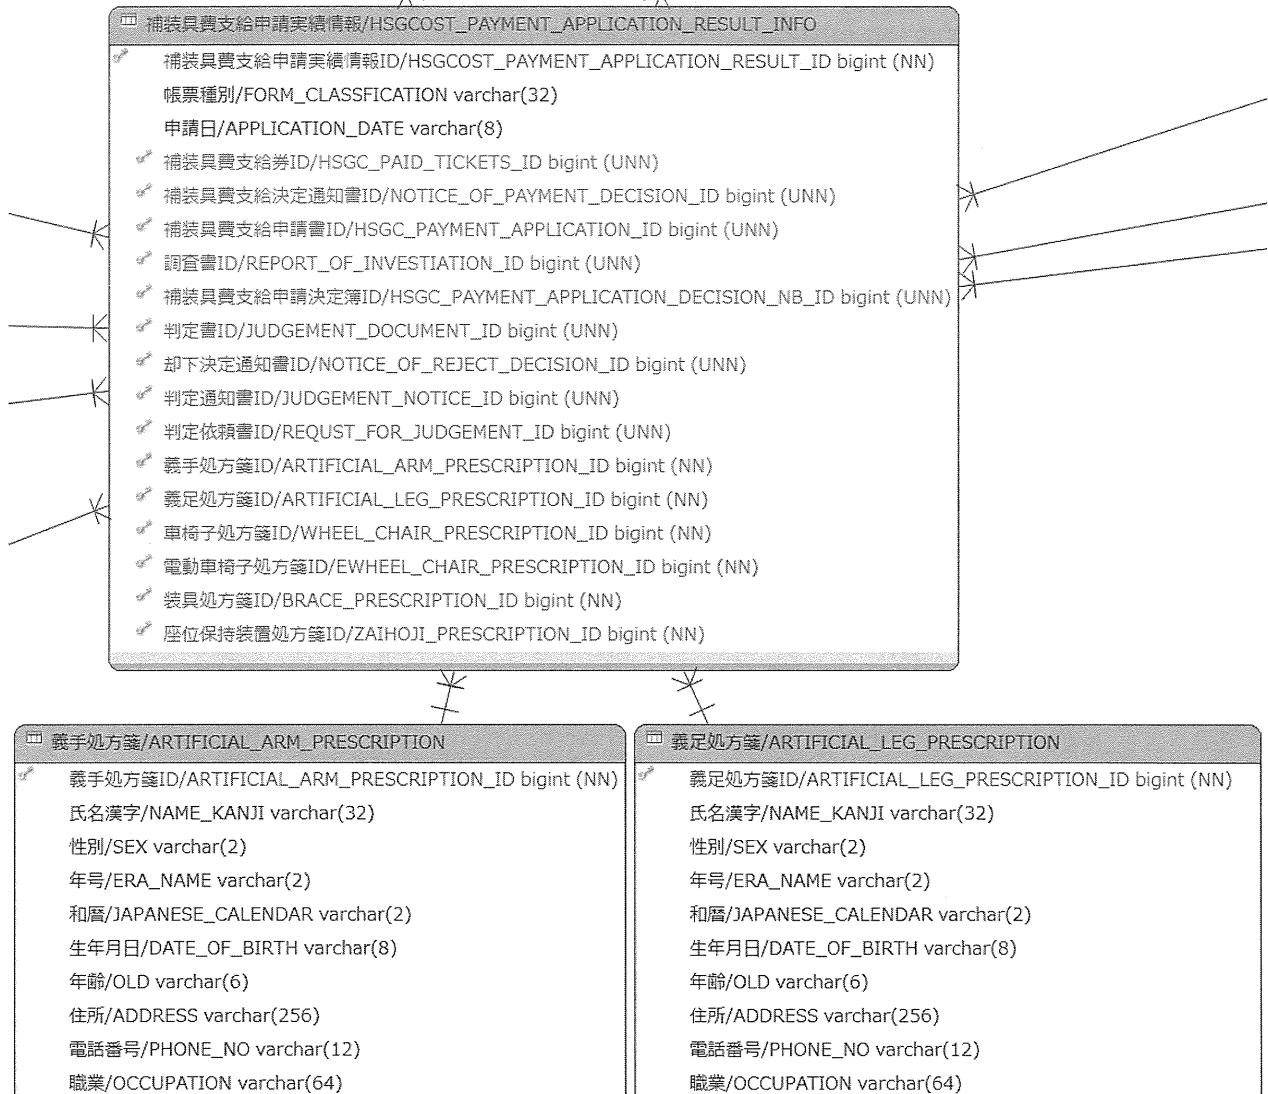 補装具費支給申請実績情報/HSGCOST_PAYMENT_APPLICATION_RESULT_INFO
補装具費支給申請実績情報ID/HSGCOST_PAYMENT_APPLICATION_RESULT_ID bigint (NN)
帳票種別/FORM_CLASSFICATION varchar(32)
申請日/APPLICATION_DATE varchar(8)
補装具費支給券ID/HSGC_PAID_TICKETS_ID bigint (UNN)
補装具費支給決定通知書ID/NOTICE_OF_PAYMENT_DECISION_ID bigint (UNN)
補装具費支給申請書ID/HSGC_PAYMENT_APPLICATION_ID bigint (UNN)
調査書ID/REPORT_OF_INVESTIATION_ID bigint (UNN)
補装具費支給申請決定簿ID/HSGC_PAYMENT_APPLICATION_DECISION_NB_ID bigint (UNN)
判定書ID/JUDGEMENT_DOCUMENT_ID bigint (UNN)
却下決定通知書ID/NOTICE_OF_REJECT_DECISION_ID bigint (UNN)
判定通知書ID/JUDGEMENT_NOTICE_ID bigint (UNN)
判定依頼書ID/REQUST_FOR_JUDGEMENT_ID bigint (UNN)
義手処方箋ID/ARTIFICIAL_ARM_PRESCRIPTION_ID bigint (NN)
義足処方箋ID/ARTIFICIAL_LEG_PRESCRIPTION_ID bigint (NN)
車椅子処方箋ID/WHEEL_CHAIR_PRESCRIPTION_ID bigint (NN)
電動車椅子処方箋ID/EWHEEL_CHAIR_PRESCRIPTION_ID bigint (NN)
装具処方箋ID/BRACE_PRESCRIPTION_ID bigint (NN)
座位保持装置処方箋ID/ZAIHOJI_PRESCRIPTION_ID bigint (NN)
義手処方箋/ARTIFICIAL_ARM_PRESCRIPTION
義手処方箋ID/ARTIFICIAL_ARM_PRESCRIPTION_ID bigint (NN)
氏名漢字/NAME_KANJI varchar(32)
性別/SEX varchar(2)
年号/ERA_NAME varchar(2)
和暦/JAPANESE_CALENDAR varchar(2)
生年月日/DATE_OF_BIRTH varchar(8)
年齢/OLD varchar(6)
住所/ADDRESS varchar(256)
電話番号/PHONE_NO varchar(12)
職業/OCCUPATION varchar(64)
義足処方箋/ARTIFICIAL_LEG_PRESCRIPTION
義足処方箋ID/ARTIFICIAL_LEG_PRESCRIPTION_ID bigint (NN)
氏名漢字/NAME_KANJI varchar(32)
性別/SEX varchar(2)
年号/ERA_NAME varchar(2)
和暦/JAPANESE_CALENDAR varchar(2)
生年月日/DATE_OF_BIRTH varchar(8)
年齢/OLD varchar(6)
住所/ADDRESS varchar(256)
電話番号/PHONE_NO varchar(12)
職業/OCCUPATION varchar(64)